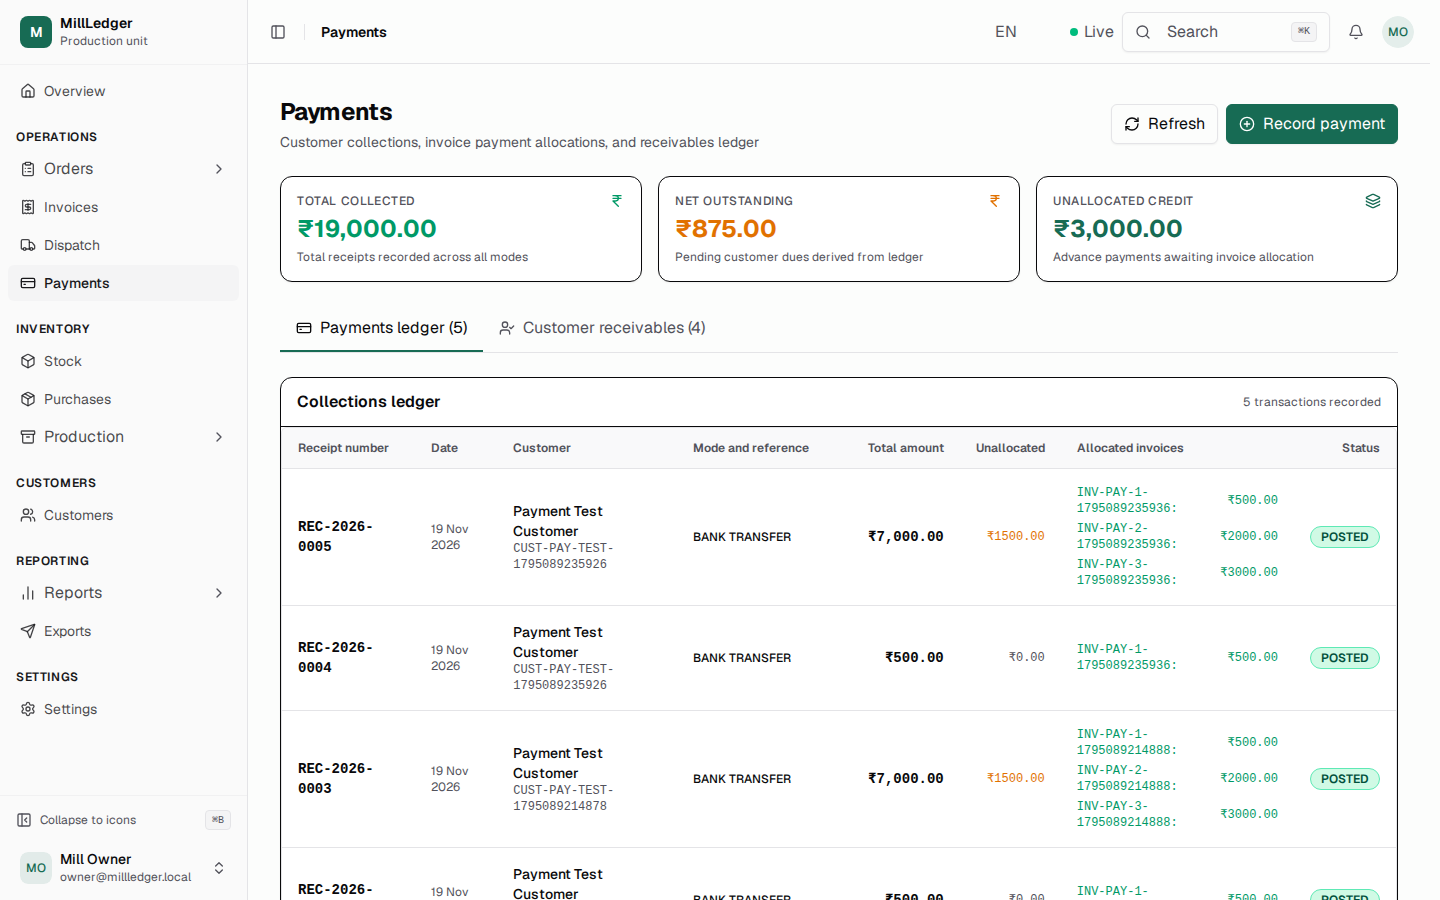 M
MillLedger
Production unit
Overview
OPERATIONS
Orders
Invoices
Dispatch
Payments
INVENTORY
Stock
Purchases
Production
CUSTOMERS
Customers
REPORTING
Reports
Exports
SETTINGS
Settings
Collapse to icons ⌘B
MO
Mill Owner
owner@millledger.local
Payments
EN
Live
Search ⌘K
MO
Payments
Customer collections, invoice payment allocations, and receivables ledger
Refresh
Record payment
TOTAL COLLECTED ₹
₹19,000.00
Total receipts recorded across all modes
NET OUTSTANDING ₹
₹875.00
Pending customer dues derived from ledger
UNALLOCATED CREDIT
₹3,000.00
Advance payments awaiting invoice allocation
Payments ledger (5)
Customer receivables (4)
Collections ledger
5 transactions recorded
Receipt number Date Customer Mode and reference Total amount Unallocated Allocated invoices Status
REC-2026-
0005
19 Nov
2026
Payment Test
Customer
CUST-PAY-TEST-
1795089235926
BANK TRANSFER
₹7,000.00
₹1500.00
INV-PAY-1-
1795089235936:
₹500.00
INV-PAY-2-
1795089235936:
₹2000.00
INV-PAY-3-
1795089235936:
₹3000.00
POSTED
REC-2026-
0004
19 Nov
2026
Payment Test
Customer
CUST-PAY-TEST-
1795089235926
BANK TRANSFER
₹500.00
₹0.00
INV-PAY-1-
1795089235936:
₹500.00
POSTED
REC-2026-
0003
19 Nov
2026
Payment Test
Customer
CUST-PAY-TEST-
1795089214878
BANK TRANSFER
₹7,000.00
₹1500.00
INV-PAY-1-
1795089214888:
₹500.00
INV-PAY-2-
1795089214888:
₹2000.00
INV-PAY-3-
1795089214888:
₹3000.00
POSTED
REC-2026-
19 Nov
Payment Test
Customer
BANK TRANSFER
₹500.00
₹0.00
INV-PAY-1-
₹500.00
POSTED